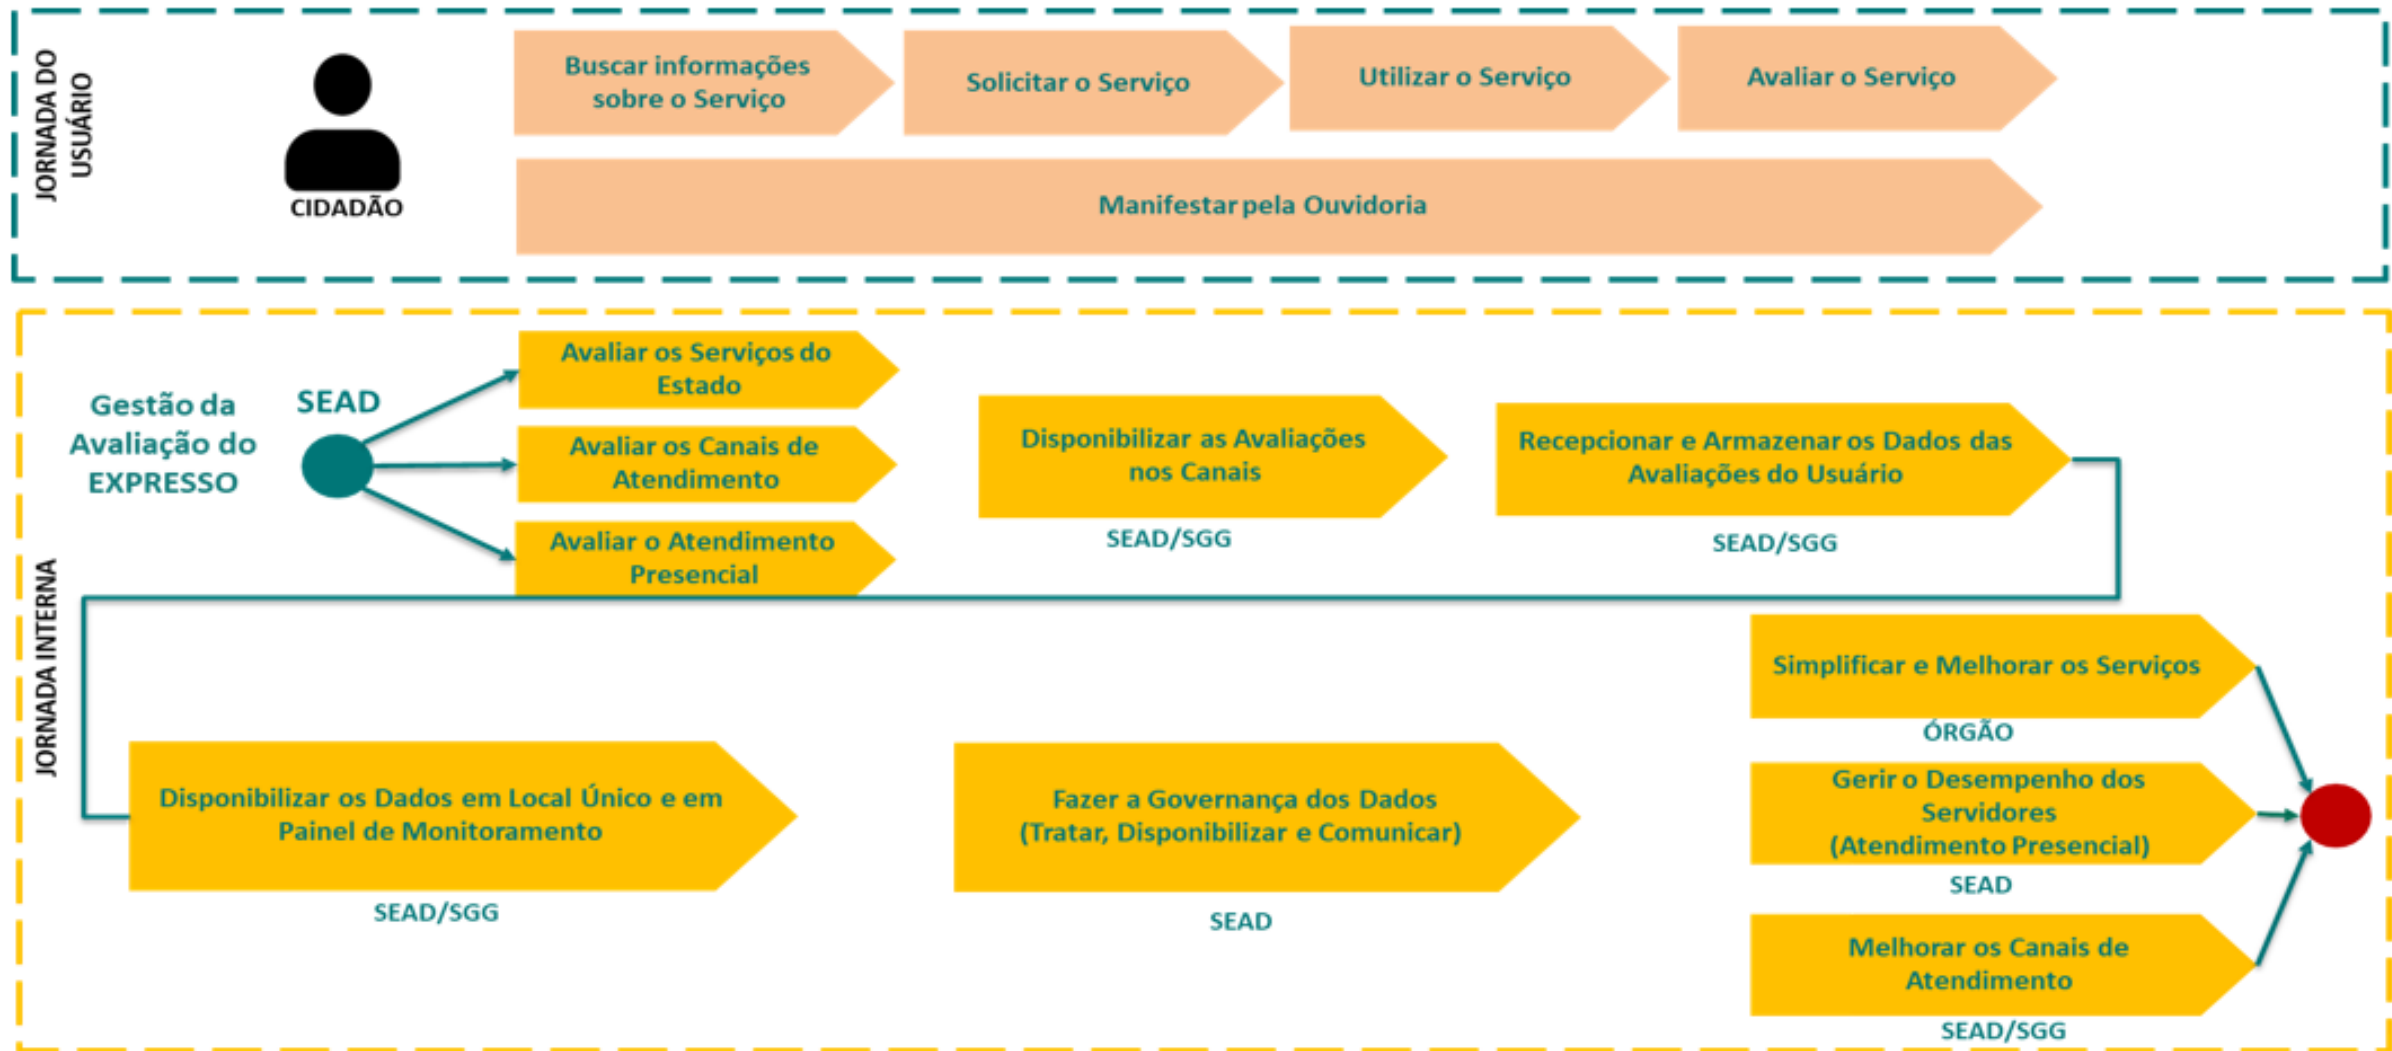 JORNADA DO
USUÁRIO
CIDADÃO
Buscar informações
sobre o Serviço
Solicitar o Serviço
Utilizar o Serviço
Avaliar o Serviço
Manifestar pela Ouvidoria
JORNADA INTERNA
Gestão da
Avaliação do
EXPRESSO
SEAD
Avaliar os Serviços do
Estado
Avaliar os Canais de
Atendimento
Avaliar o Atendimento
Presencial
Disponibilizar as Avaliações
nos Canais
SEAD/SGG
Recepcionar e Armazenar os Dados das
Avaliações do Usuário
SEAD/SGG
Disponibilizar os Dados em Local Único e em
Painel de Monitoramento
SEAD/SGG
Fazer a Governança dos Dados
(Tratar, Disponibilizar e Comunicar)
SEAD
Simplificar e Melhorar os Serviços
ÓRGÃO
Gerir o Desempenho dos
Servidores
(Atendimento Presencial)
SEAD
Melhorar os Canais de
Atendimento
SEAD/SGG